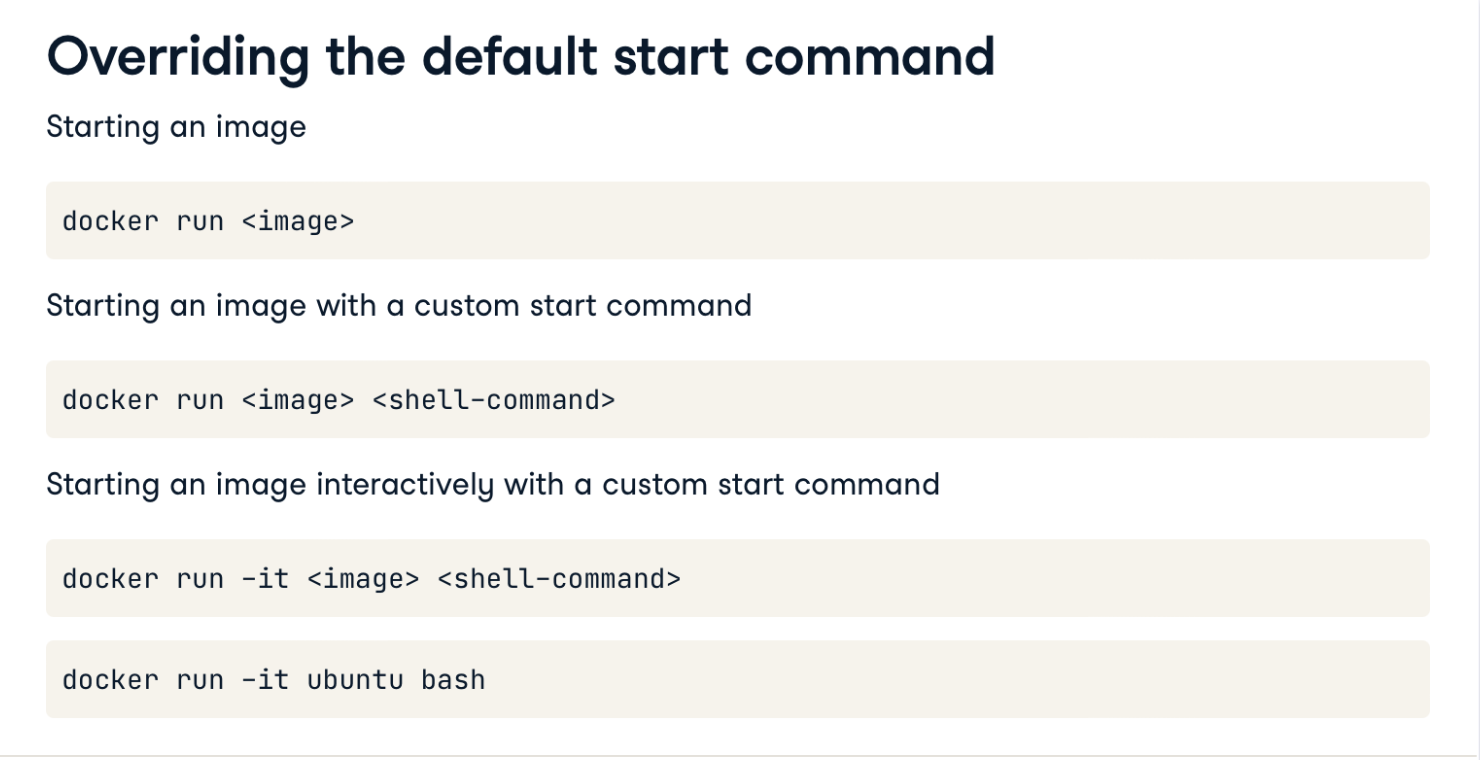 Overriding the default start command
Starting an image
docker run <image>
Starting an image with a custom start command
docker run <image> <shell-command>
Starting an image interactively with a custom start command
docker run -it <image> <shell-command>
docker run -it ubuntu bash